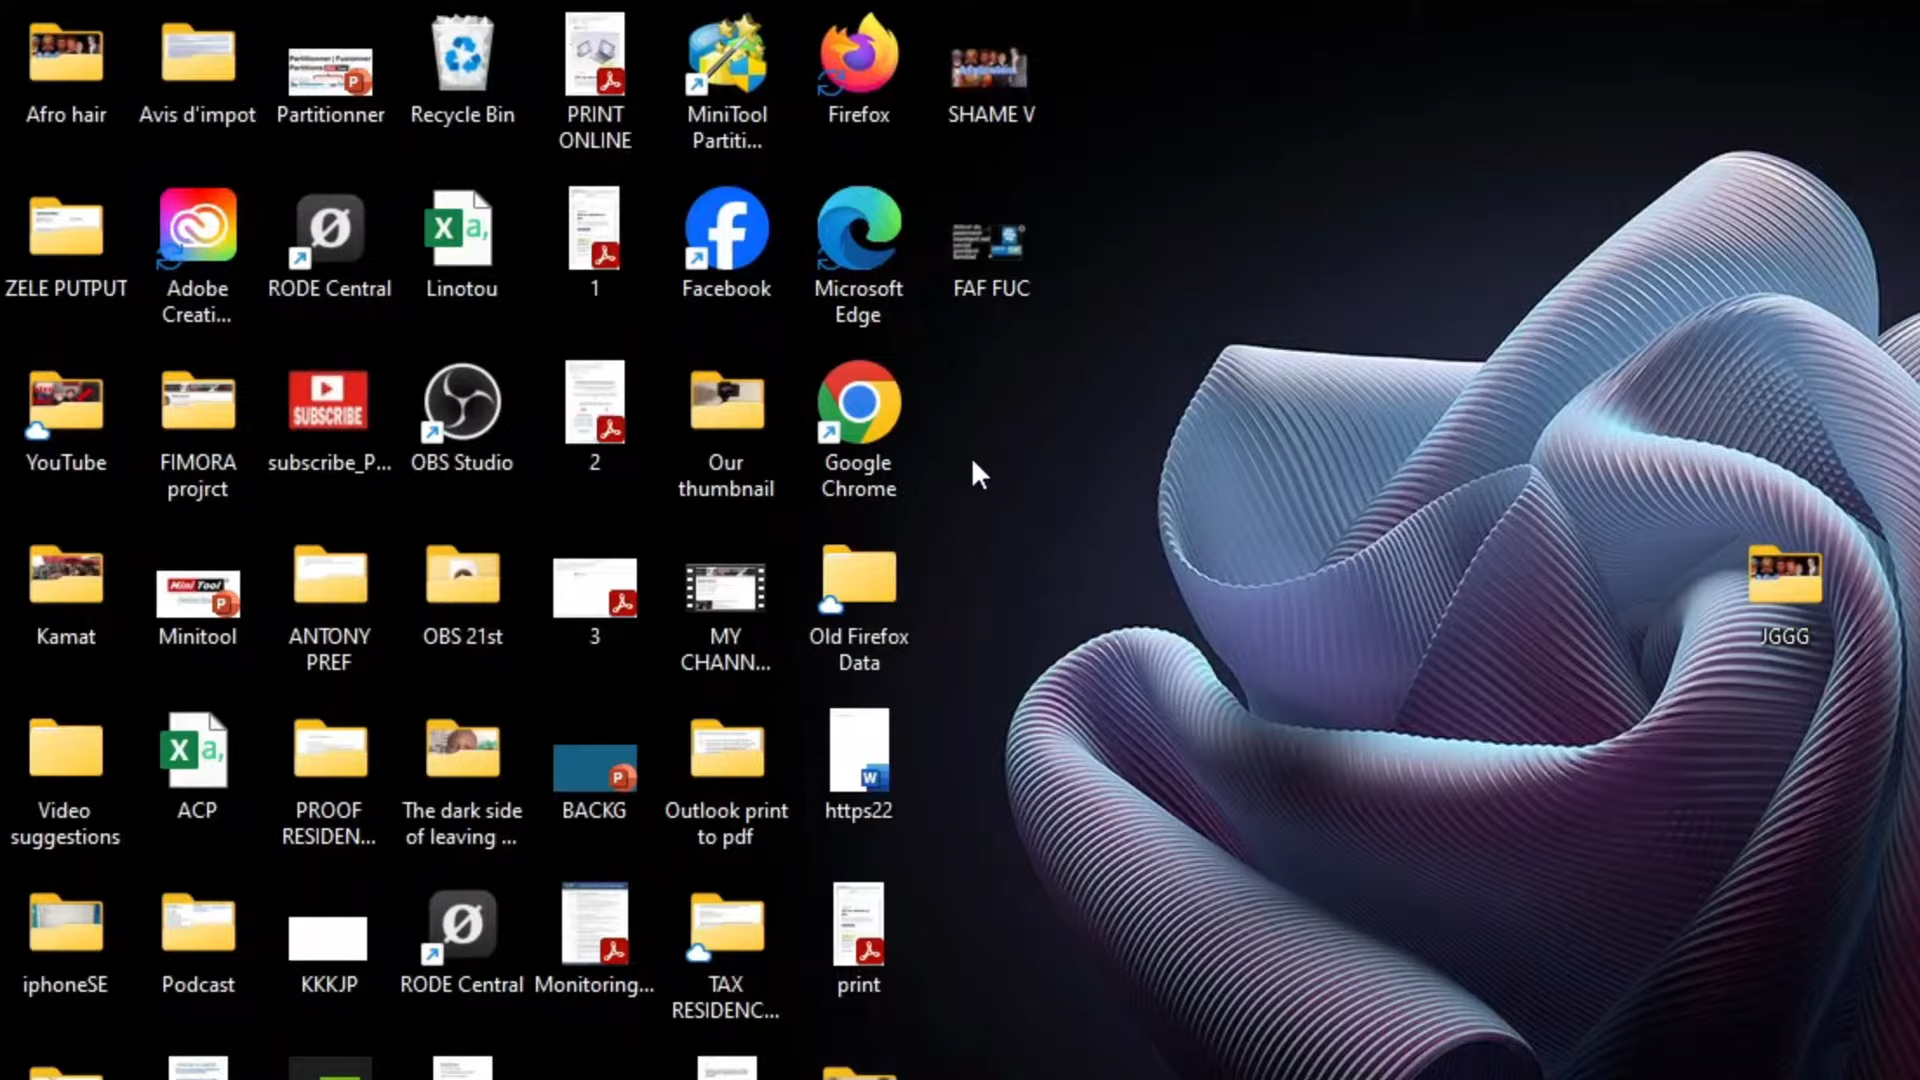 Afro hair
Avis d'impot
Partitionner
Recycle Bin
PRINT
ONLINE
MiniTool
Partiti...
Firefox
SHAME V
ZELE PUTPUT
Adobe
Creati...
RODE Central
Linotou
1
Facebook
Microsoft
Edge
FAF FUC
SUBSCRIBE
YouTube
FIMORA
projrct
subscribe_P...
OBS Studio
2
Our
thumbnail
Google
Chrome
Mini Tool
Kamat
Minitool
ANTONY
PREF
OBS 21st
3
MY
CHANN...
Old Firefox
Data
JGGG
Video
suggestions
ACP
PROOF
RESIDEN...
The dark side
of leaving ...
BACKG
Outlook print
to pdf
https22
iphoneSE
Podcast
KKKJP
RODE Central
Monitoring...
TAX
RESIDENC...
print